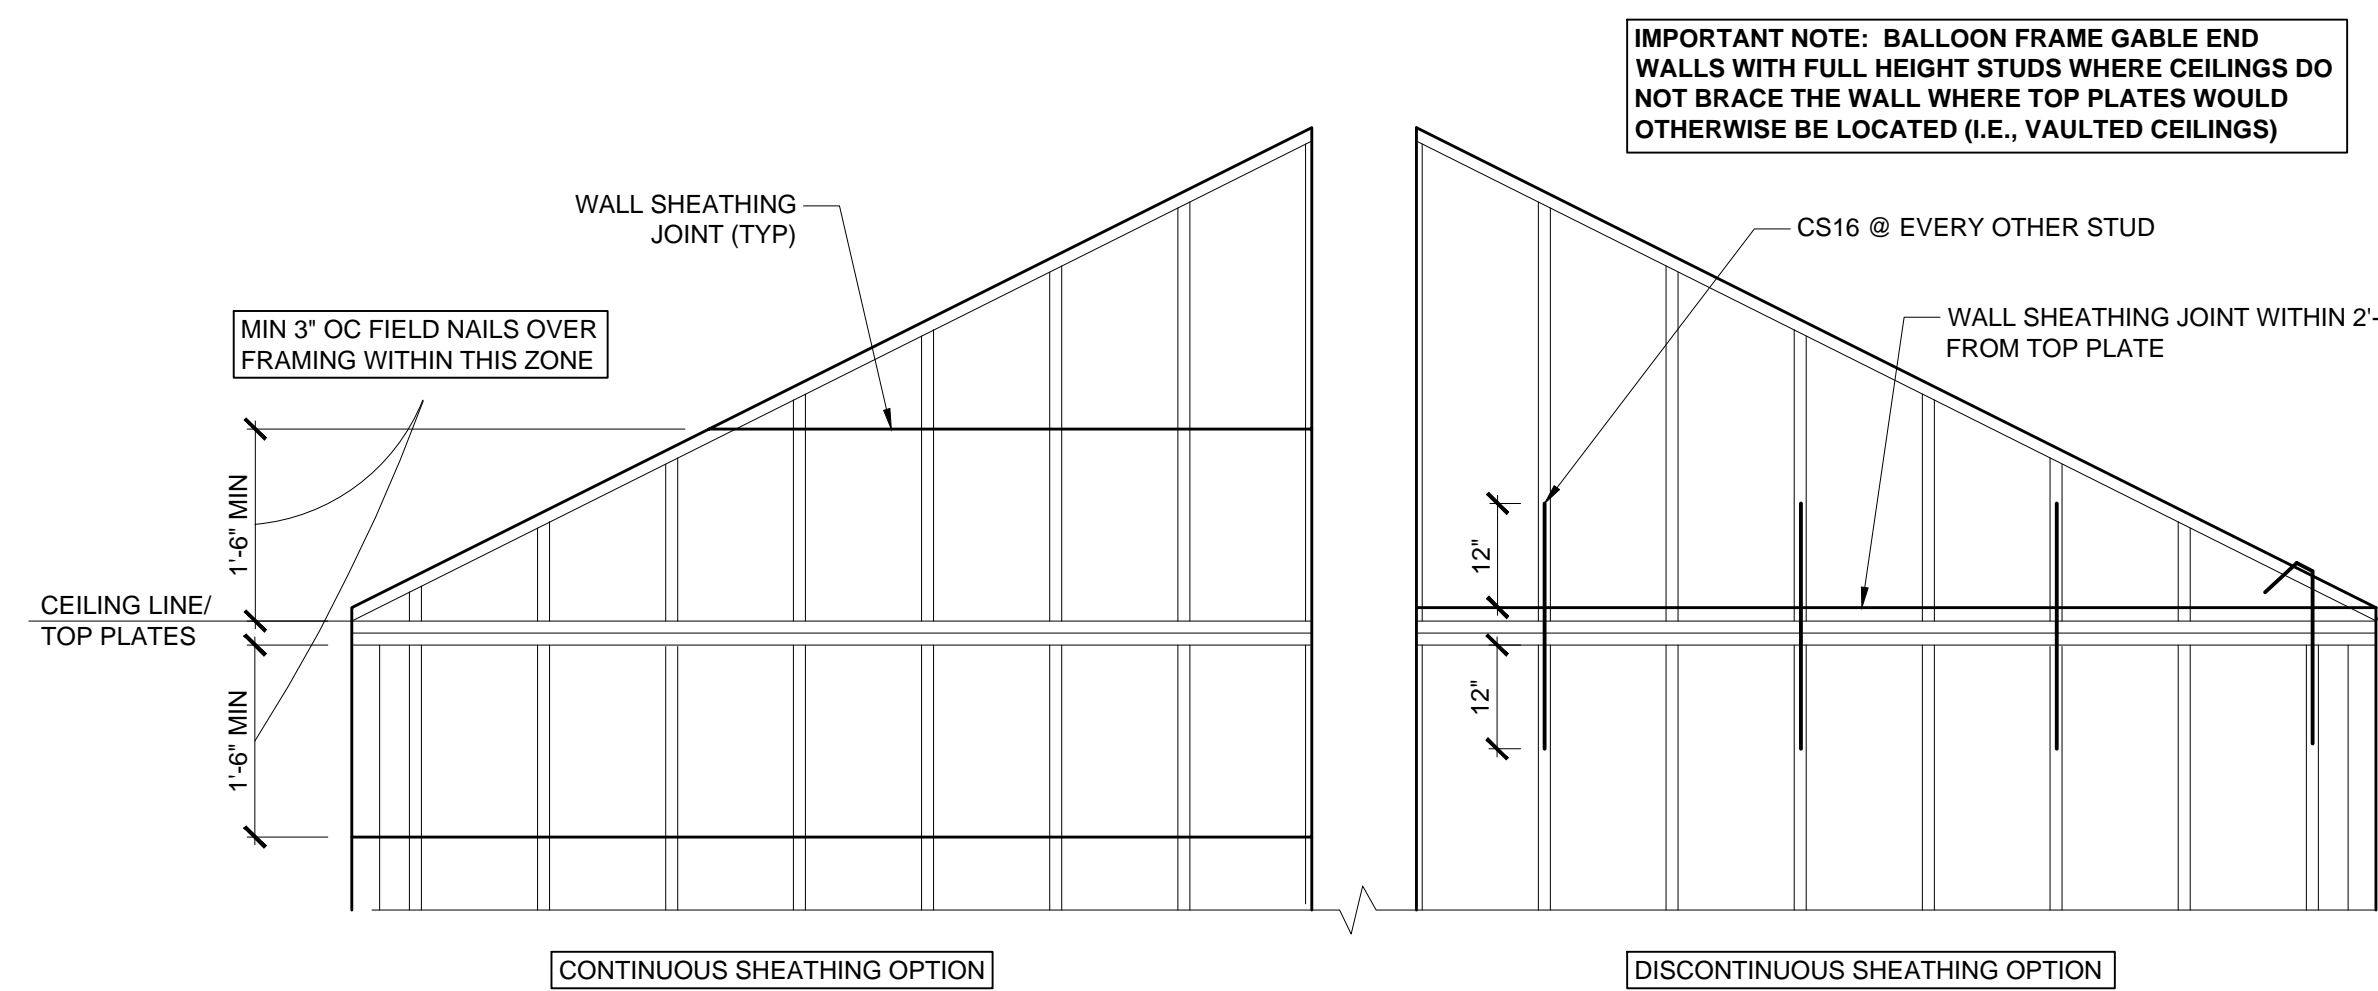 IMPORTANT NOTE: BALLOON FRAME GABLE END
WALLS WITH FULL HEIGHT STUDS WHERE CEILINGS DO
NOT BRACE THE WALL WHERE TOP PLATES WOULD
OTHERWISE BE LOCATED (I.E., VAULTED CEILINGS)
WALL SHEATHING
JOINT (TYP)
CS16 @ EVERY OTHER STUD
MIN 3" OC FIELD NAILS OVER
FRAMING WITHIN THIS ZONE
WALL SHEATHING JOINT WITHIN 2'-
FROM TOP PLATE
1'-6" MIN
12"
CEILING LINE/
TOP PLATES
1'-6" MIN
12"
CONTINUOUS SHEATHING OPTION
DISCONTINUOUS SHEATHING OPTION